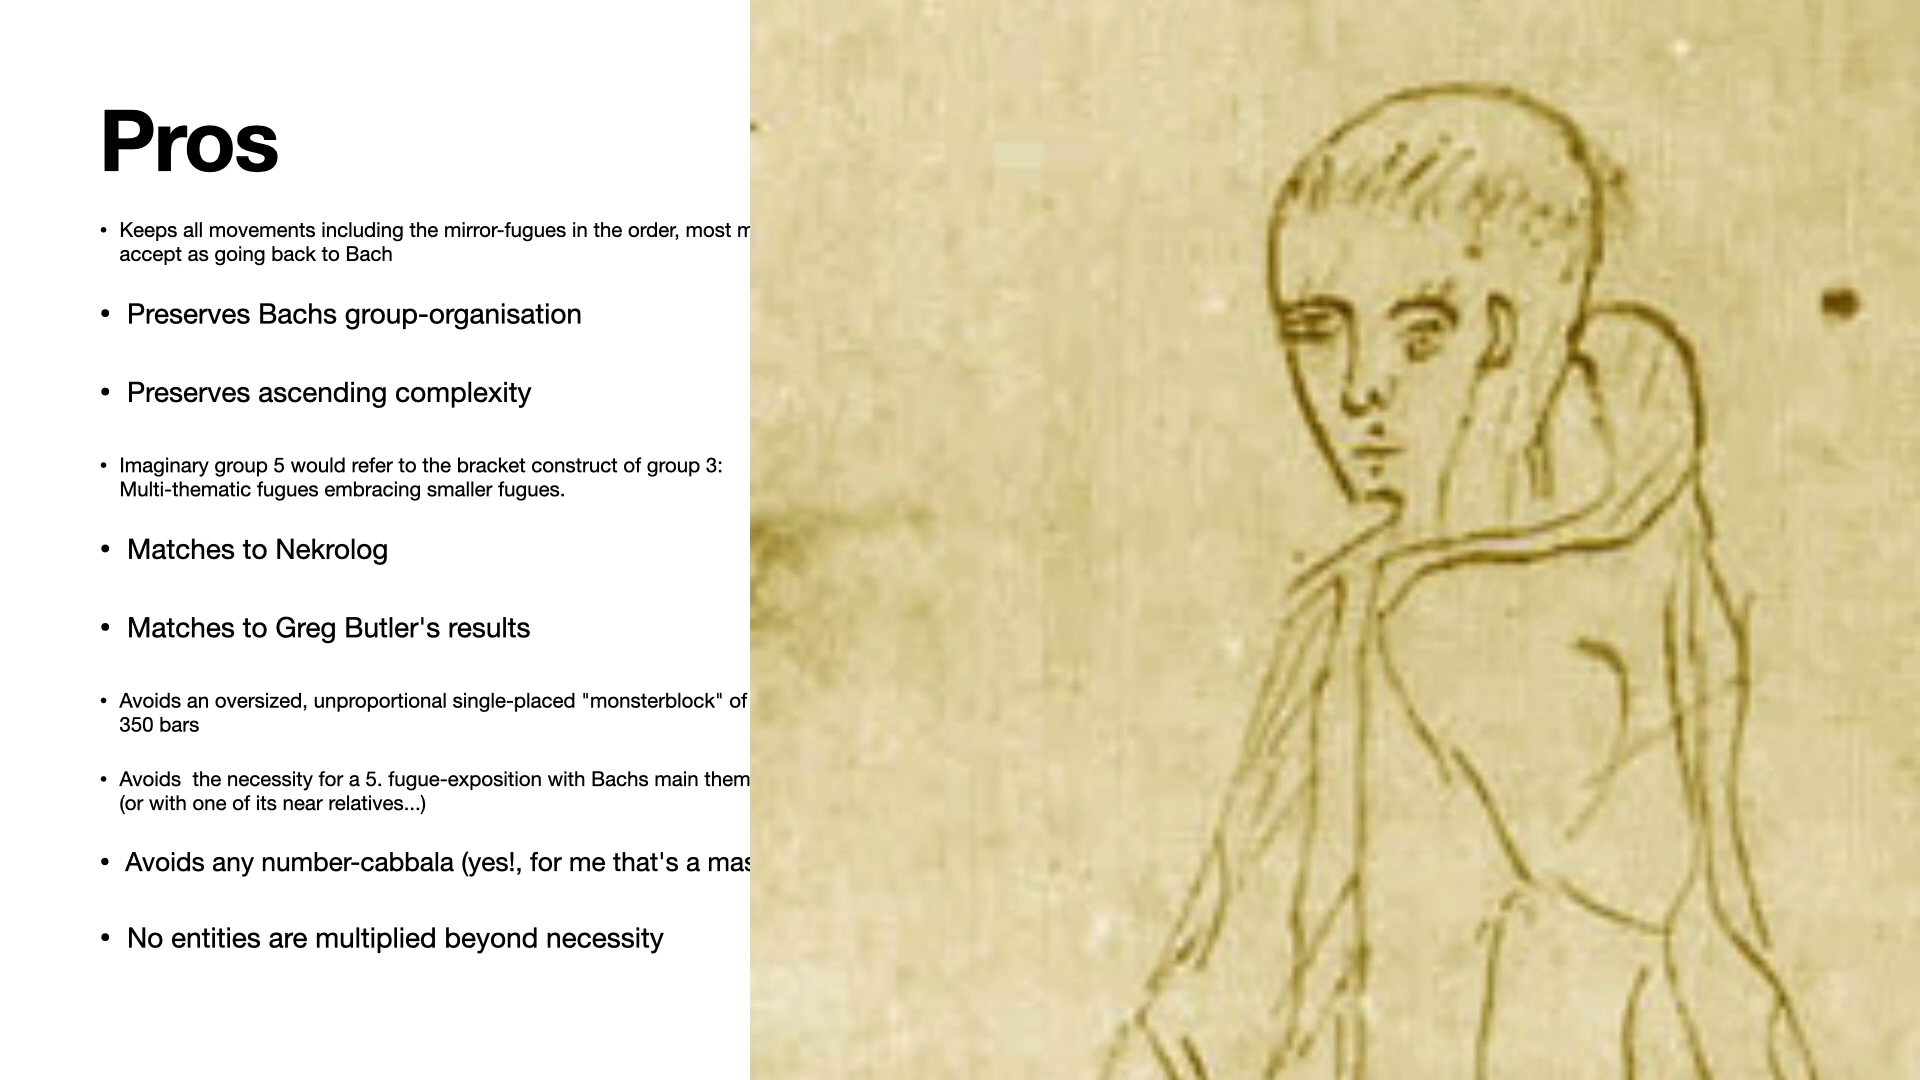 Pros
• Keeps all movements including the mirror-fugues in the order, most
accept as going back to Bach
• Preserves Bachs group-organisation
• Preserves ascending complexity
• Imaginary group 5 would refer to the bracket construct of group 3:
Multi-thematic fugues embracing smaller fugues.
• Matches to Nekrolog
• Matches to Greg Butler's results
• Avoids an oversized, unproportional single-placed "monsterblock" of
350 bars
• Avoids  the necessity for a 5. fugue-exposition with Bachs main
(or with one of its near relatives...)
• Avoids any number-cabbala (yes!, for me that's a
• No entities are multiplied beyond necessity